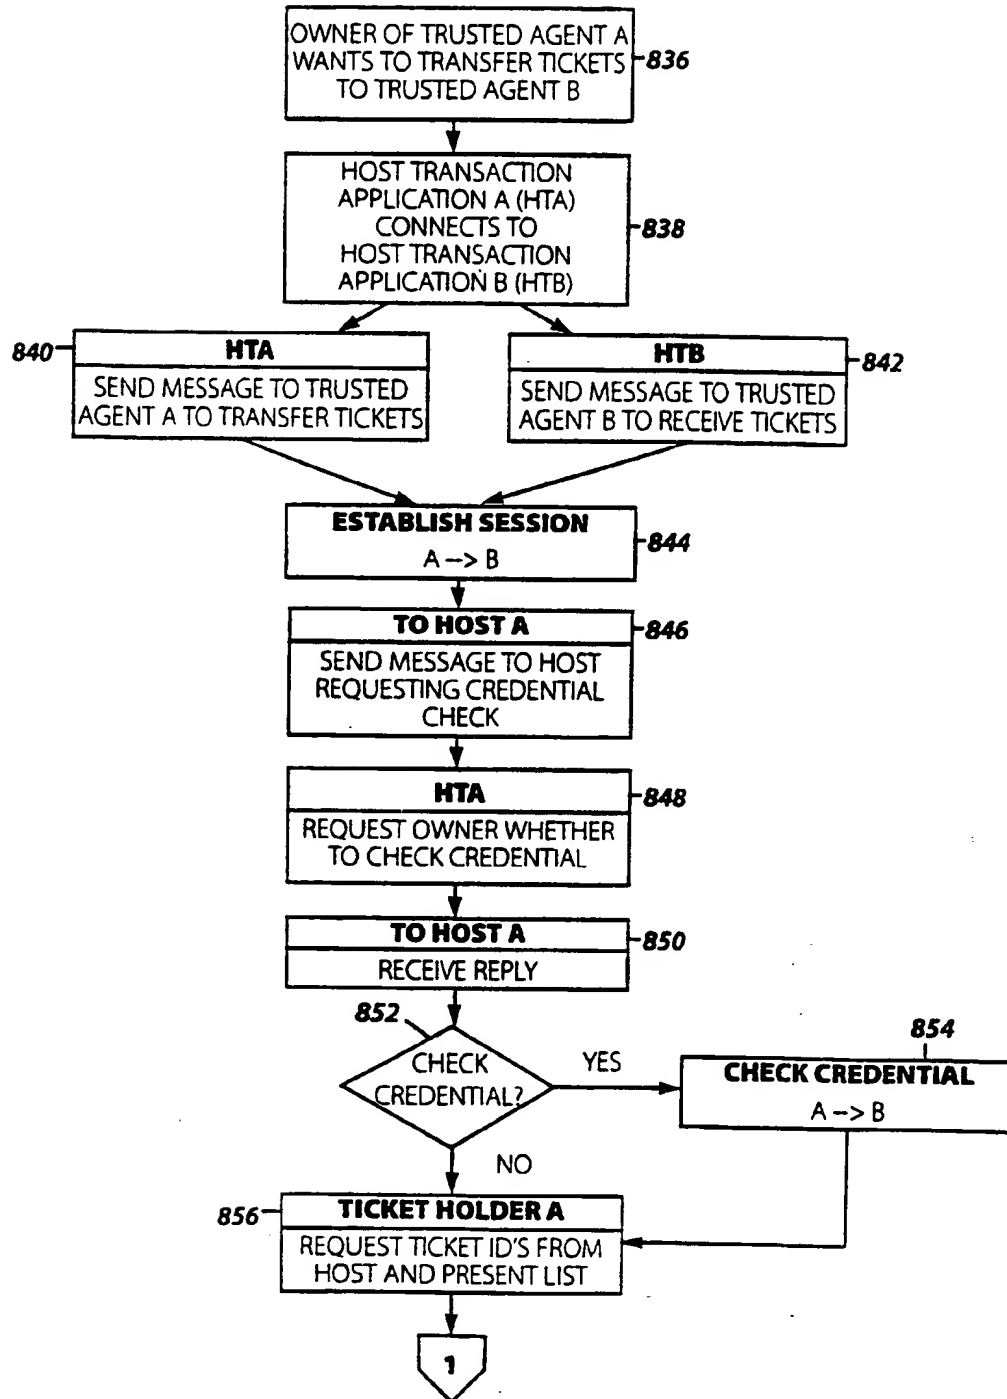 OWNER OF TRUSTED AGENT A
WANTS TO TRANSFER TICKETS
TO TRUSTED AGENT B
836
HOST TRANSACTION
APPLICATION A (HTA)
CONNECTS TO
HOST TRANSACTION
APPLICATION B (HTB)
838
840
HTA
SEND MESSAGE TO TRUSTED
AGENT A TO TRANSFER TICKETS
HTB
842
SEND MESSAGE TO TRUSTED
AGENT B TO RECEIVE TICKETS
ESTABLISH SESSION
A --> B
844
TO HOST A
846
SEND MESSAGE TO HOST
REQUESTING CREDENTIAL
CHECK
HTA
848
REQUEST OWNER WHETHER
TO CHECK CREDENTIAL
TO HOST A
850
RECEIVE REPLY
852
CHECK
CREDENTIAL?
YES
854
CHECK CREDENTIAL
A --> B
NO
856
TICKET HOLDER A
REQUEST TICKET ID'S FROM
HOST AND PRESENT LIST
1